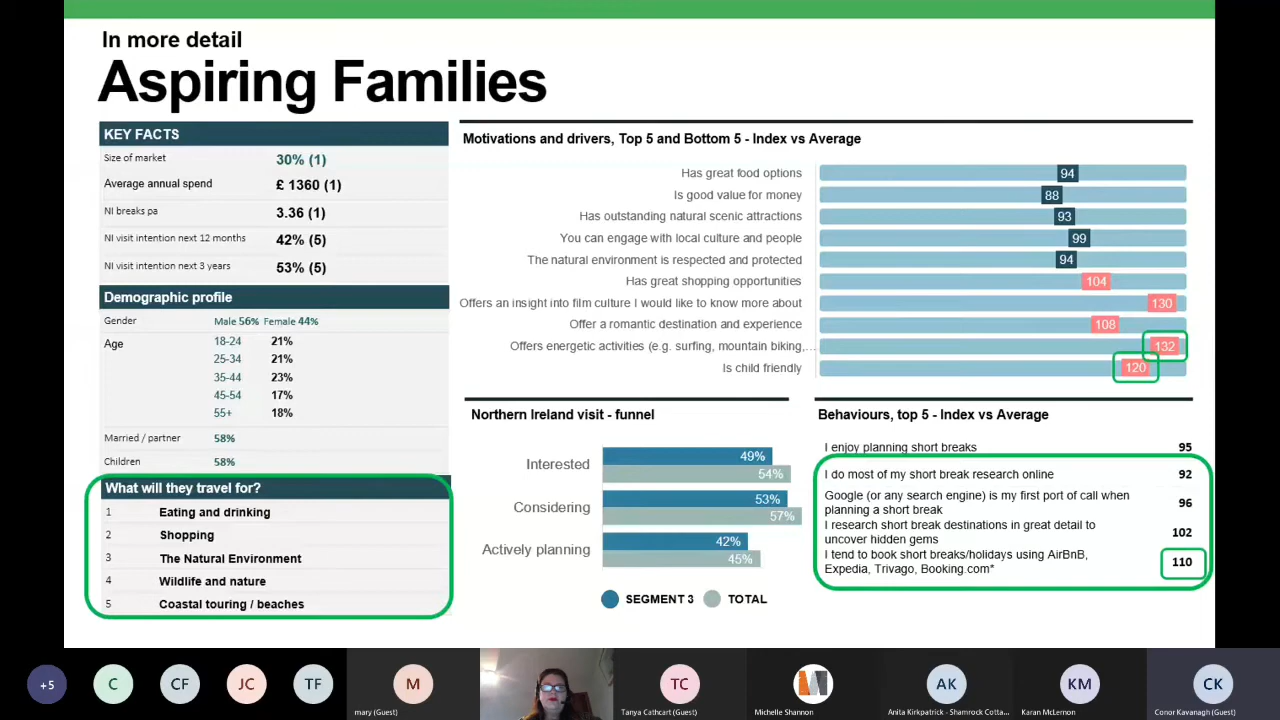 In more detail
Aspiring Families
KEY FACTS
Size of market 30% (1)
Average annual spend £ 1360 (1)
NI breaks pa 3.36 (1)
NI visit intention next 12 months 42% (5)
NI visit intention next 3 years 53% (5)
Demographic profile
Gender Male 56% Female 44%
Age 18-24 21%
25-34 21%
35-44 23%
45-54 17%
55+ 18%
Married / partner 58%
Children 58%
What will they travel for?
1 Eating and drinking
2 Shopping
3 The Natural Environment
4 Wildlife and nature
5 Coastal touring / beaches
Motivations and drivers, Top 5 and Bottom 5 - Index vs Average
Has great food options 94
Is good value for money 88
Has outstanding natural scenic attractions 93
You can engage with local culture and people 99
The natural environment is respected and protected 94
Has great shopping opportunities 104
Offers an insight into film culture I would like to know more about 130
Offer a romantic destination and experience 108
Offers energetic activities (e.g. surfing, mountain biking,... 132
Is child friendly 120
Northern Ireland visit - funnel
Interested 49%
54%
Considering 53%
57%
Actively planning 42%
45%
SEGMENT 3 TOTAL
Behaviours, top 5 - Index vs Average
I enjoy planning short breaks 95
I do most of my short break research online 92
Google (or any search engine) is my first port of call when
planning a short break 96
I research short break destinations in great detail to
uncover hidden gems 102
I tend to book short breaks/holidays using AirBnB,
Expedia, Trivago, Booking.com* 110
+5 C CF JC TF M TC AK KM CK
mary (Guest) Tanya Cathcart (Guest) Michelle Shannon Anita Kirkpatrick - Shamrock Cotta... Karan McLernon Conor Kavanagh (Guest)